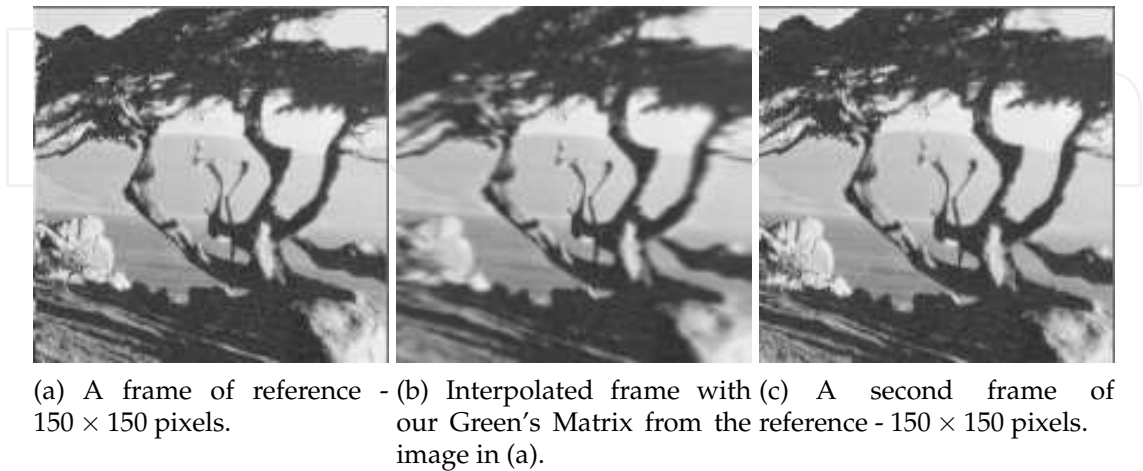 (a) A frame of reference - 150 × 150 pixels.
(b) Interpolated frame with our Green's Matrix from the image in (a).
(c) A second frame of reference - 150 × 150 pixels.